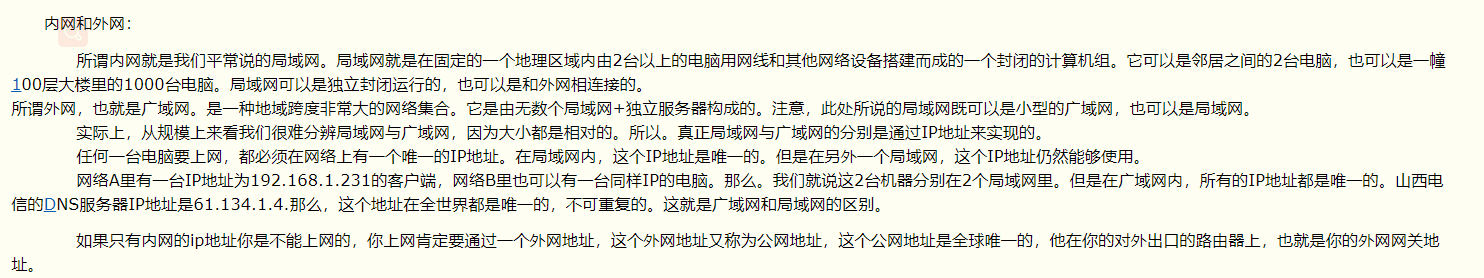 内网和外网：
所谓内网就是我们平常说的局域网。局域网就是在固定的一个地理区域内由2台以上的电脑用网线和其他网络设备搭建而成的一个封闭的计算机组。它可以是邻居之间的2台电脑，也可以是一幢
100层大楼里的1000台电脑。局域网可以是独立封闭运行的，也可以是和外网相连接的。
所谓外网，也就是广域网。是一种地域跨度非常大的网络集合。它是由无数个局域网+独立服务器构成的。注意，此处所说的局域网既可以是小型的广域网，也可以是局域网。
实际上，从规模上来看我们很难分辨局域网与广域网，因为大小都是相对的。所以。真正局域网与广域网的分别是通过IP地址来实现的。
任何一台电脑要上网，都必须在网络上有一个唯一的IP地址。在局域网内，这个IP地址是唯一的。但是在另外一个局域网，这个IP地址仍然能够使用。
网络A里有一台IP地址为192.168.1.231的客户端，网络B里也可以有一台同样IP的电脑。那么。我们就说这2台机器分别在2个局域网里。但是在广域网内，所有的IP地址都是唯一的。山西电
信的DNS服务器IP地址是61.134.1.4.那么，这个地址在全世界都是唯一的，不可重复的。这就是广域网和局域网的区别。
如果只有内网的ip地址你是不能上网的，你上网肯定要通过一个外网地址，这个外网地址又称为公网地址，这个公网地址是全球唯一的，他在你的对外出口的路由器上，也就是你的外网网关地
址。